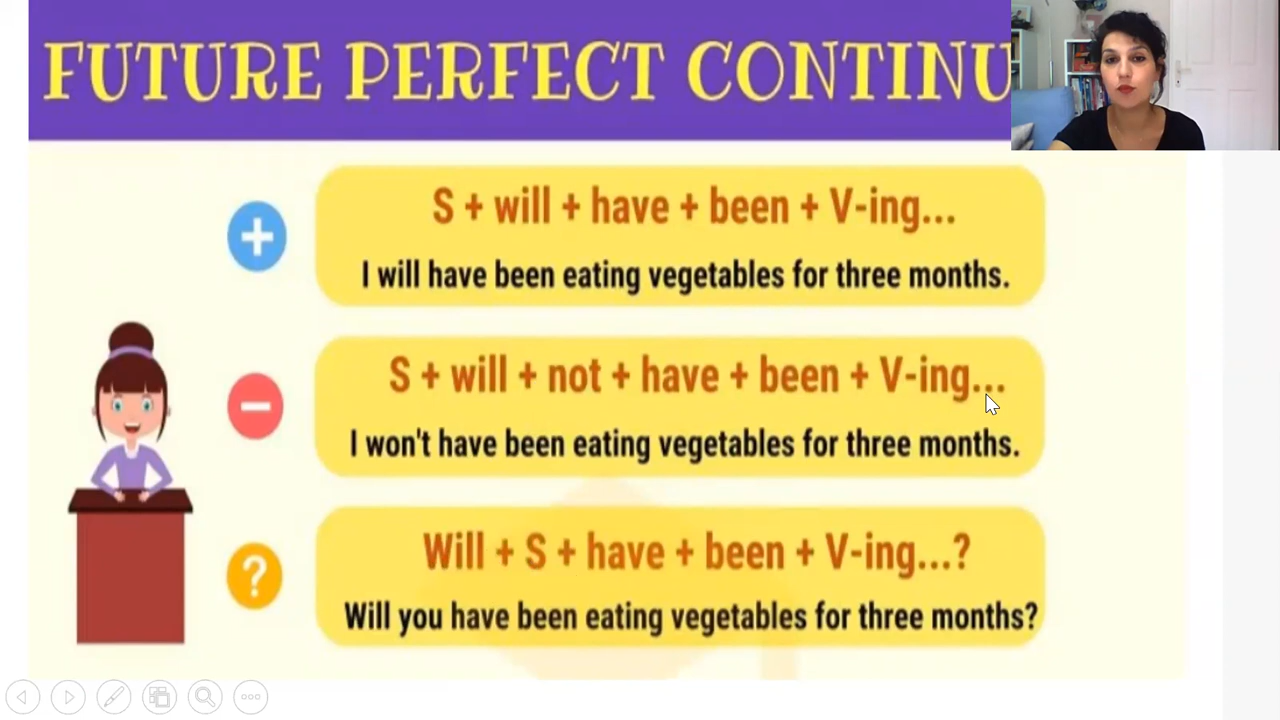 FUTURE PERFECT CONTINU
S + will + have + been + V-ing...
I will have been eating vegetables for three months.
S + will + not + have + been + V-ing...
I won't have been eating vegetables for three months.
Will + S + have + been + V-ing...?
Will you have been eating vegetables for three months?